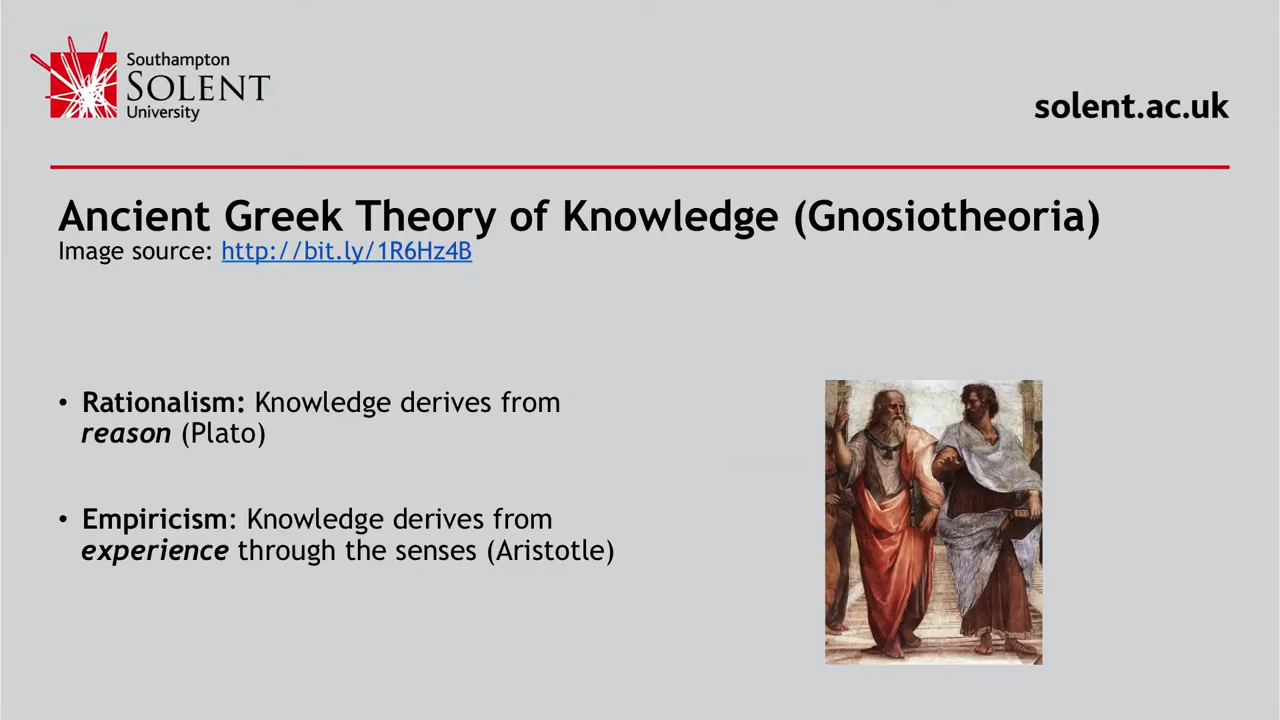 Southampton
SOLENT
University
solent.ac.uk
Ancient Greek Theory of Knowledge (Gnosiotheoria)
Image source: http://bit.ly/1R6Hz4B
• Rationalism: Knowledge derives from
reason (Plato)
• Empiricism: Knowledge derives from
experience through the senses (Aristotle)